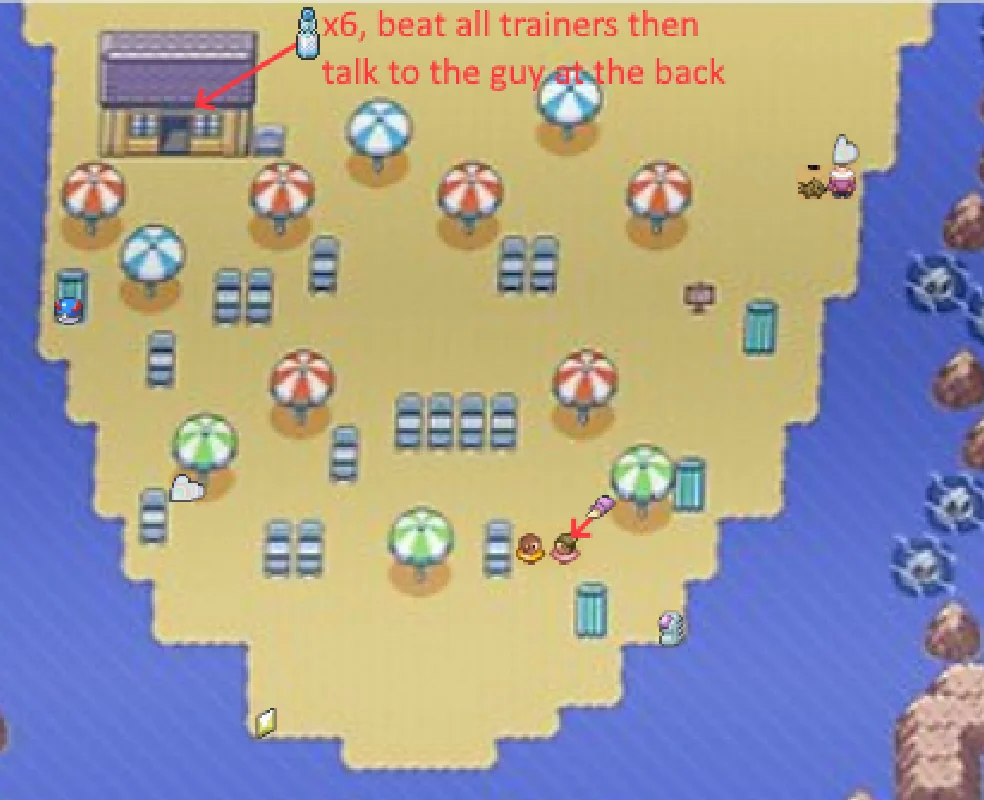 x6, beat all trainers then
talk to the guy at the back